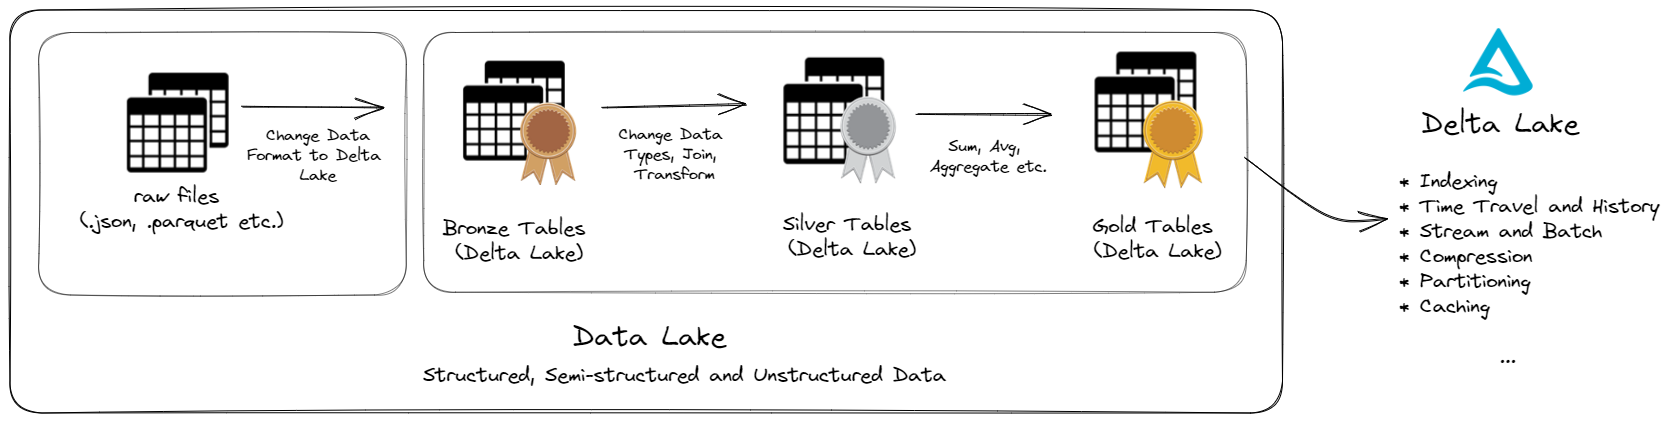 Change Data
Format to Delta
Lake
raw files
(.json, .parquet etc.)
Change Data
Types, Join,
Transform
Bronze Tables
(Delta Lake)
Sum, Avg,
Aggregate etc.
Silver Tables
(Delta Lake)
Gold Tables
(Delta Lake)
Data Lake
Structured, Semi-structured and Unstructured Data
Delta Lake
* Indexing
* Time Travel and History
* Stream and Batch
* Compression
* Partitioning
* Caching
...